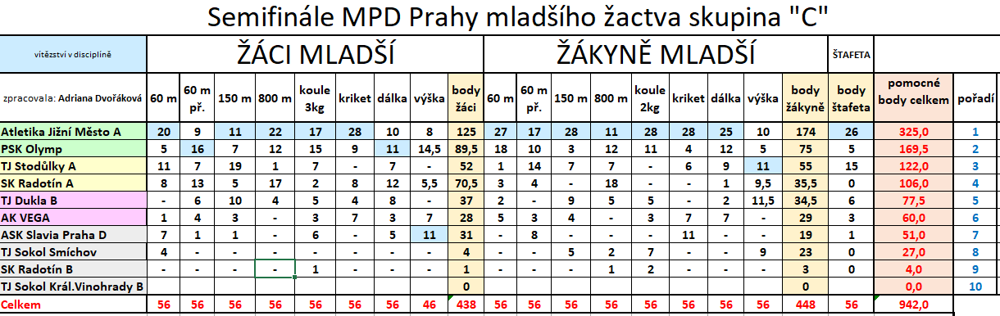 Semifinále MPD Prahy mladšího žactva skupina "C"
vítězství v disciplíně ŽÁCI MLADŠÍ ŽÁKYNĚ MLADŠÍ ŠTAFETA
zpracovala: Adriana Dvořáková 60 m 60 m př. 150 m 800 m koule 3kg kriket dálka výška body žáci 60 m 60 m př. 150 m 800 m koule 2kg kriket dálka výška body žákyně body štafeta pomocné body celkem pořadí
Atletika Jižní Město A 20 9 11 22 17 28 10 8 125 27 17 28 11 28 28 25 10 174 26 325,0 1
PSK Olymp 5 16 7 12 15 9 11 14,5 89,5 18 10 3 12 11 4 12 5 75 5 169,5 2
TJ Stodůlky A 11 7 19 1 7 - 7 - 52 1 14 7 7 - 6 9 11 55 15 122,0 3
SK Radotín A 8 13 5 17 2 8 12 5,5 70,5 3 4 - 18 - - 1 9,5 35,5 0 106,0 4
TJ Dukla B - 6 10 4 5 4 8 - 37 2 - 9 5 5 - 2 11,5 34,5 6 77,5 5
AK VEGA 1 4 3 - 3 7 3 7 28 5 3 4 - 3 7 7 - 29 3 60,0 6
ASK Slavia Praha D 7 1 1 - 6 - 5 11 31 - 8 - - - 11 - - 19 1 51,0 7
TJ Sokol Smíchov 4 - - - - - - - 4 - - 5 2 7 - - 9 23 0 27,0 8
SK Radotín B - - - - 1 - - - 1 - - - 1 2 - - - 3 0 4,0 9
TJ Sokol Král.Vinohrady B 0 0 0 0,0 10
Celkem 56 56 56 56 56 56 56 46 438 56 56 56 56 56 56 56 56 448 56 942,0